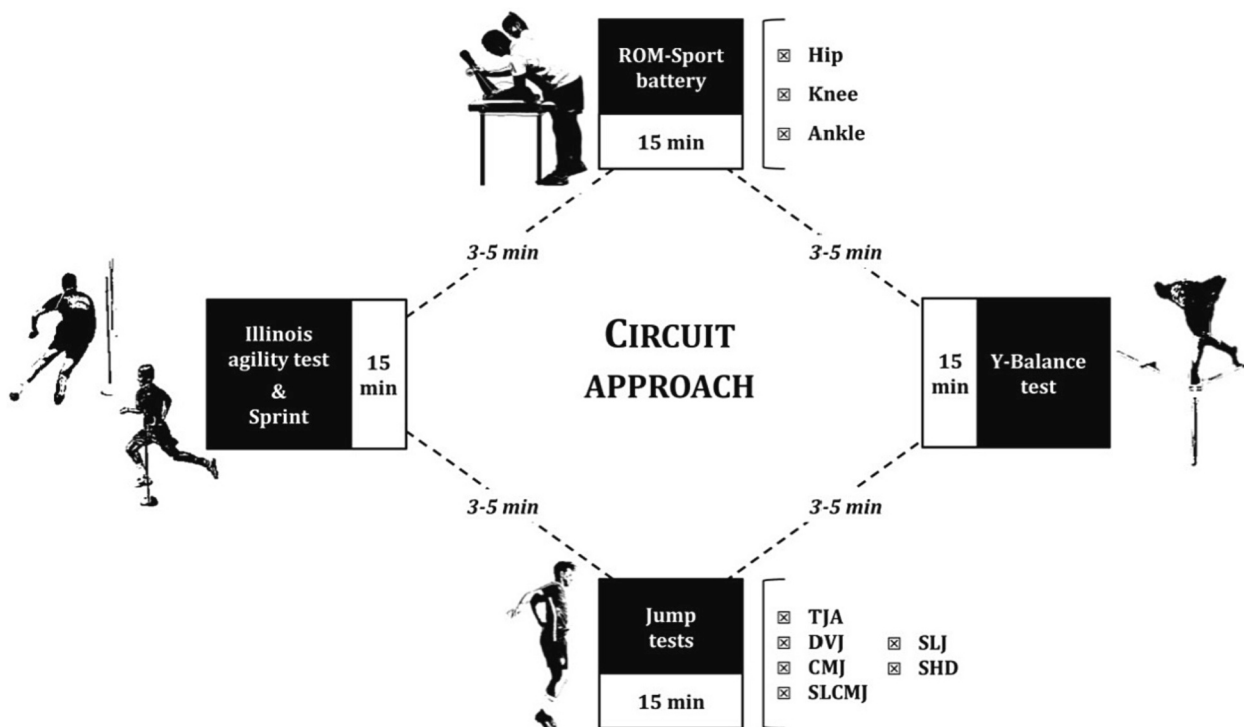 ROM-Sport
battery
15 min
☒ Hip
☒ Knee
☒ Ankle
3-5 min
3-5 min
Illinois
agility test
&
Sprint
15
min
CIRCUIT
APPROACH
15
min
Y-Balance
test
3-5 min
3-5 min
Jump
tests
15 min
☒ TJA
☒ DVJ ☒ SLJ
☒ CMJ ☒ SHD
☒ SLCMJ